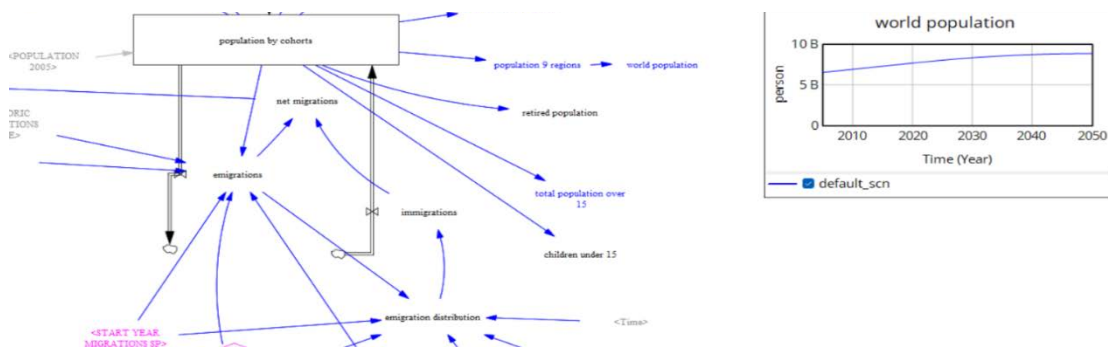 population by cohorts
<POPULATION
2005>
population 9 regions
world population
net migrations
retired population
ORIC
TIONS
E>
emigrations
total population over
15
immigrations
children under 15
emigration distribution
<Time>
<START YEAR
MIGRATIONS SP>
world population
person
10 B
5 B
0
2010 2020 2030 2040 2050
Time (Year)
default_scn